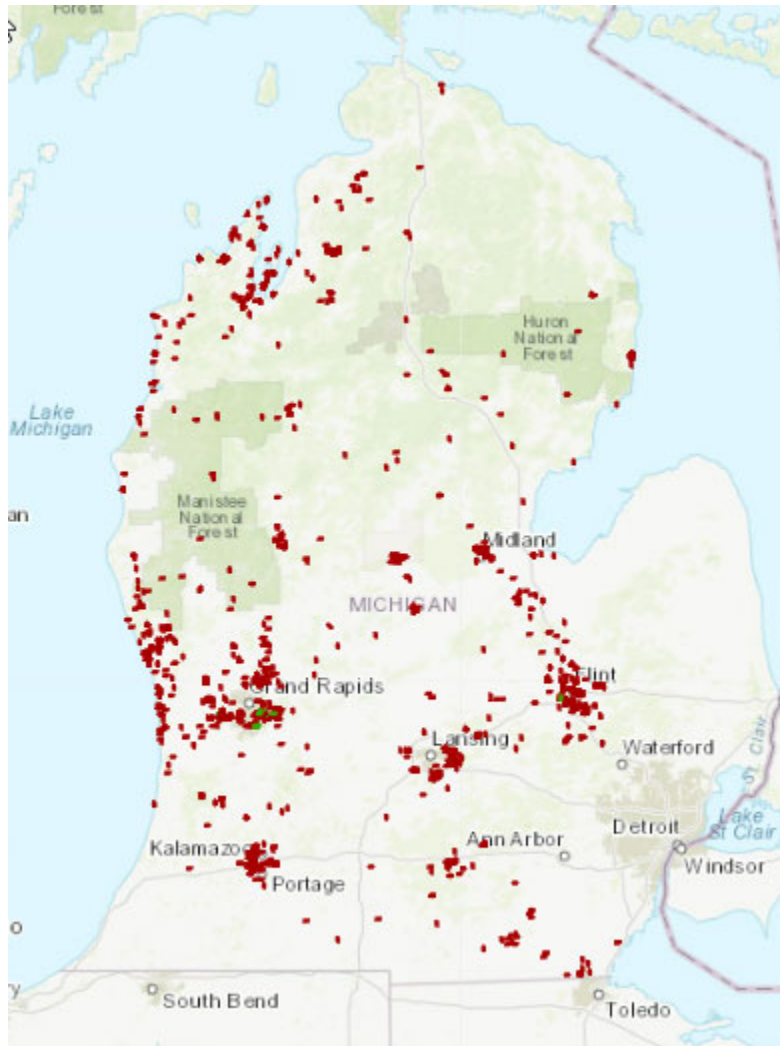 Forest
Huron
National
Forest
Lake
Michigan
an
Manistee
National
Forest
Midland
MICHIGAN
Flint
Grand Rapids
Lansing
Waterford
St. Clair
Lake
St Clair
Detroit
Ann Arbor
Windsor
Kalamazoo
Portage
o
ry
South Bend
Toledo